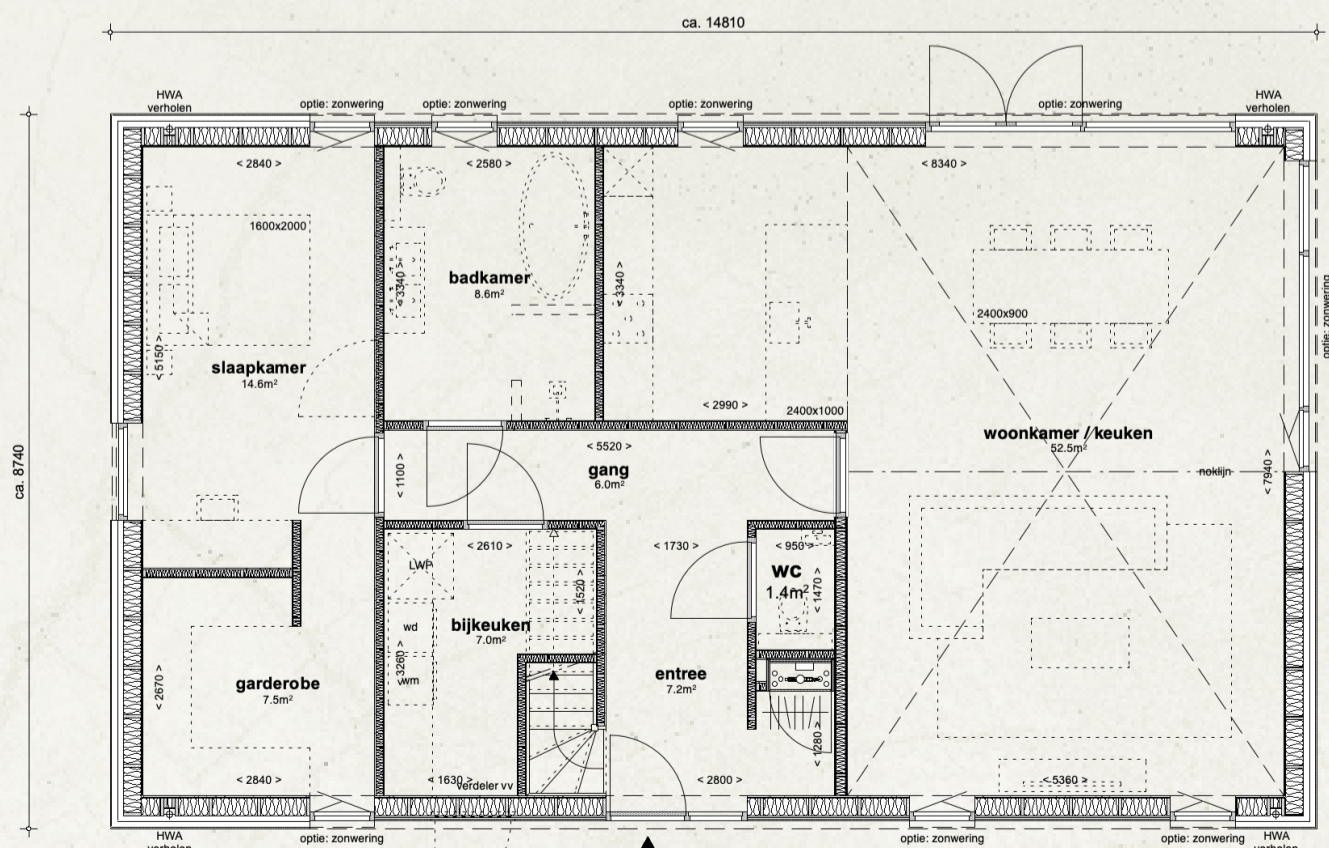 ca. 14810
HWA
verholen
optie: zonwering
optie: zonwering
optie: zonwering
optie: zonwering
HWA
verholen
< 2840 >
< 2580 >
< 8340 >
1600x2000
badkamer
8.6m²
< 3340 >
< 3340 >
2400x900
optie: zonwering
slaapkamer
14.6m²
< 5150 >
< 2990 >
2400x1000
woonkamer / keuken
52.5m²
ca. 8740
< 5520 >
gang
6.0m²
< 1100 >
noklijn
< 7940 >
< 2610 >
< 1730 >
< 950 >
LWP
WC
1.4m²
< 1470 >
< 1520 >
wd
bijkeuken
7.0m²
< 3260 >
wm
entree
7.2m²
garderobe
7.5m²
< 2670 >
< 1280 >
< 2840 >
< 1630 >
verdeler vv
< 2800 >
< 5360 >
HWA
verholen
optie: zonwering
optie: zonwering
optie: zonwering
HWA
verholen